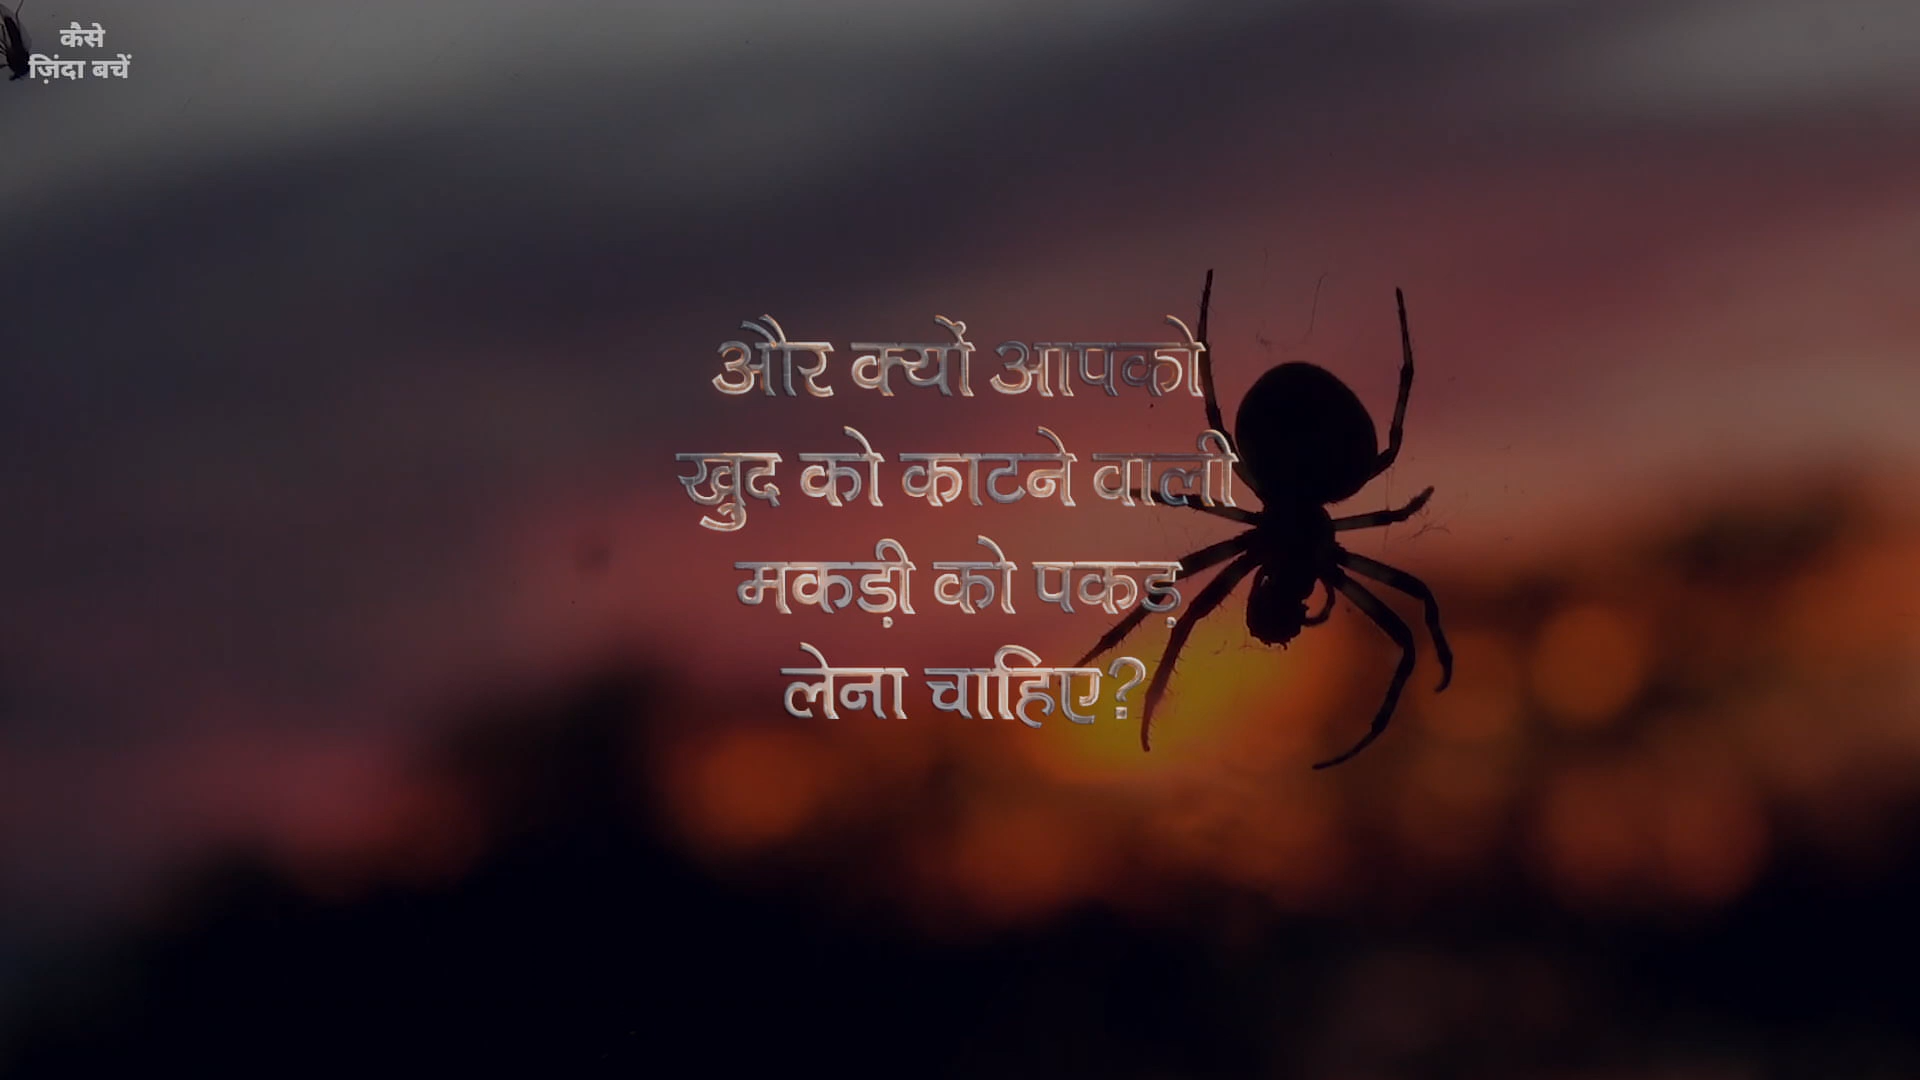 कैसे
ज़िंदा बचें
और क्यों आपको
खुद को काटने वाली
मकड़ी को पकड़
लेना चाहिए?